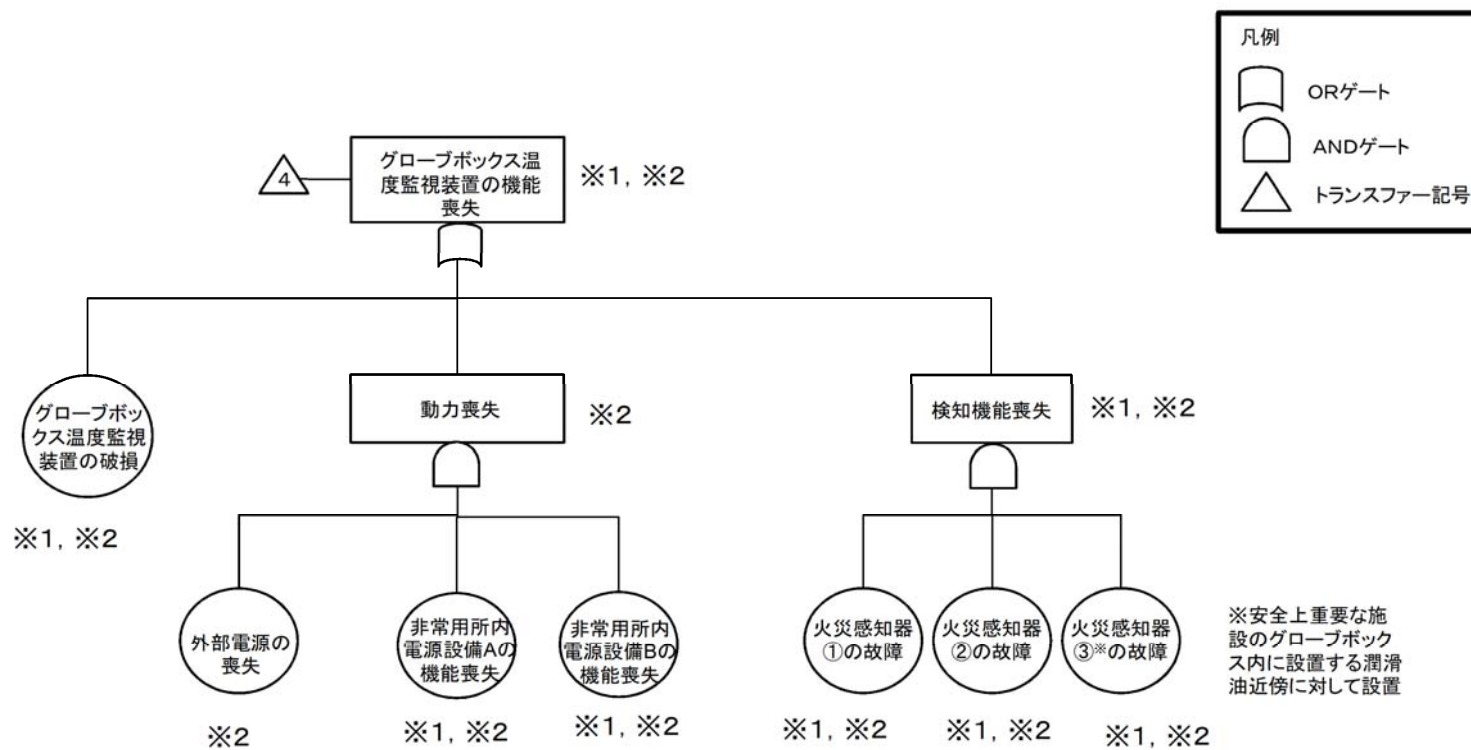 凡例
ORゲート
ANDゲート
トランスファー記号
4
グローブボックス温
度監視装置の機能
喪失
※1, ※2
グローブボッ
クス温度監視
装置の破損
※1, ※2
動力喪失
※2
検知機能喪失
※1, ※2
外部電源の
喪失
※2
非常用所内
電源設備Aの
機能喪失
※1, ※2
非常用所内
電源設備Bの
機能喪失
※1, ※2
火災感知器
①の故障
※1, ※2
火災感知器
②の故障
※1, ※2
火災感知器
③※の故障
※1, ※2
※安全上重要な施
設のグローブボック
ス内に設置する潤滑
油近傍に対して設置